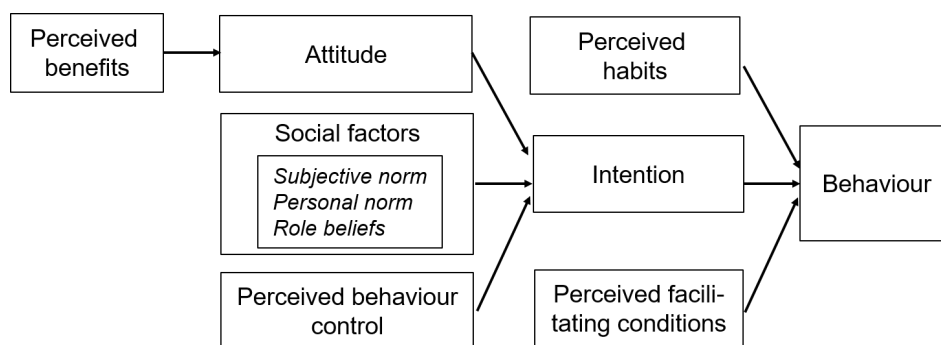 Perceived
benefits
Attitude
Perceived
habits
Social factors
Subjective norm
Personal norm
Role beliefs
Intention
Behaviour
Perceived behaviour
control
Perceived facili-
tating conditions